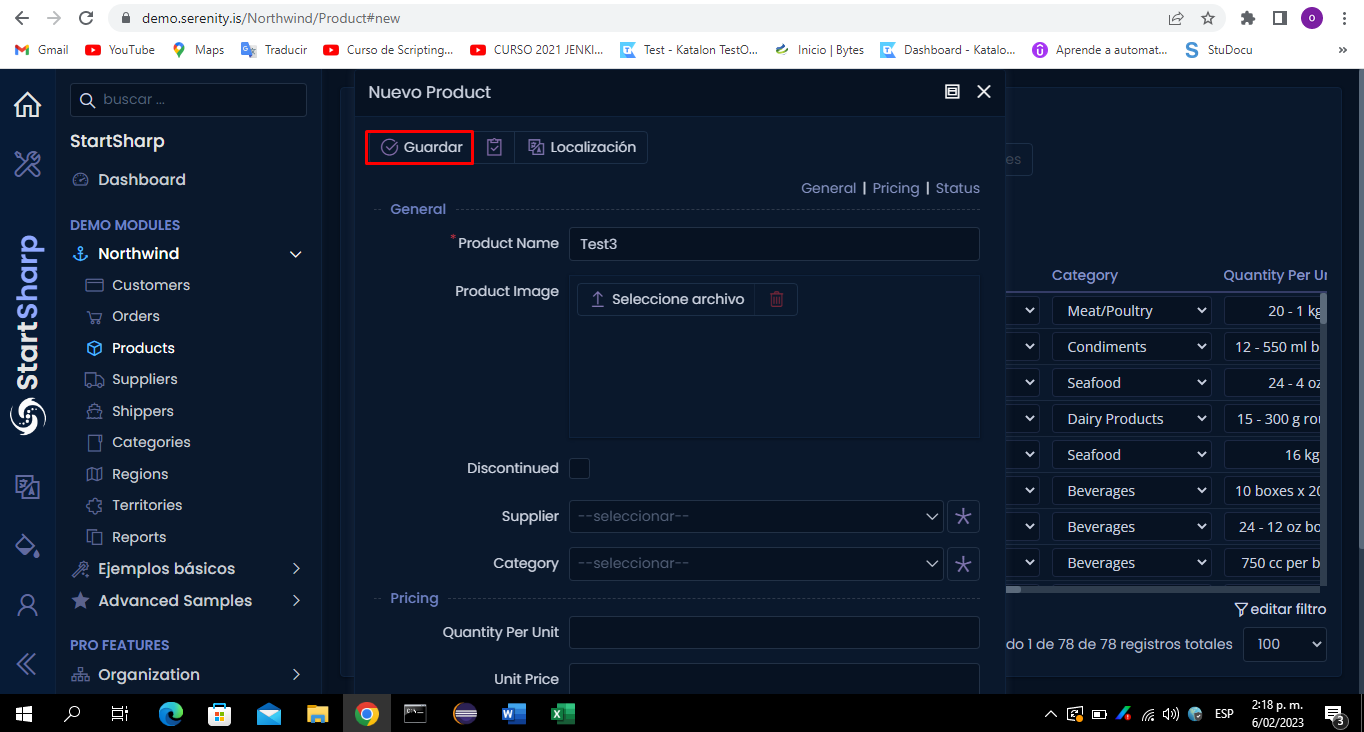 demo.serenity.is/Northwind/Product#new
O
Gmail YouTube Maps Traducir Curso de Scripting... CURSO 2021 JENKI... Test - Katalon TestO... Inicio | Bytes Dashboard - Katalo... Aprende a automat... StuDocu »
StartSharp
buscar ...
StartSharp
Dashboard
DEMO MODULES
Northwind
Customers
Orders
Products
Suppliers
Shippers
Categories
Regions
Territories
Reports
Ejemplos básicos
Advanced Samples
PRO FEATURES
Organization
Nuevo Product
Guardar Localización
General | Pricing | Status
General
* Product Name Test3
Product Image Seleccione archivo
Discontinued
Supplier --seleccionar--
Category --seleccionar--
Pricing
Quantity Per Unit
Unit Price
es
Category Quantity Per Ur
Meat/Poultry 20 - 1 kg
Condiments 12 - 550 ml b
Seafood 24 - 4 oz
Dairy Products 15 - 300 g rou
Seafood 16 kg
Beverages 10 boxes x 20
Beverages 24 - 12 oz bo
Beverages 750 cc per b
editar filtro
do 1 de 78 de 78 registros totales 100
ESP
2:18 p. m.
6/02/2023
3